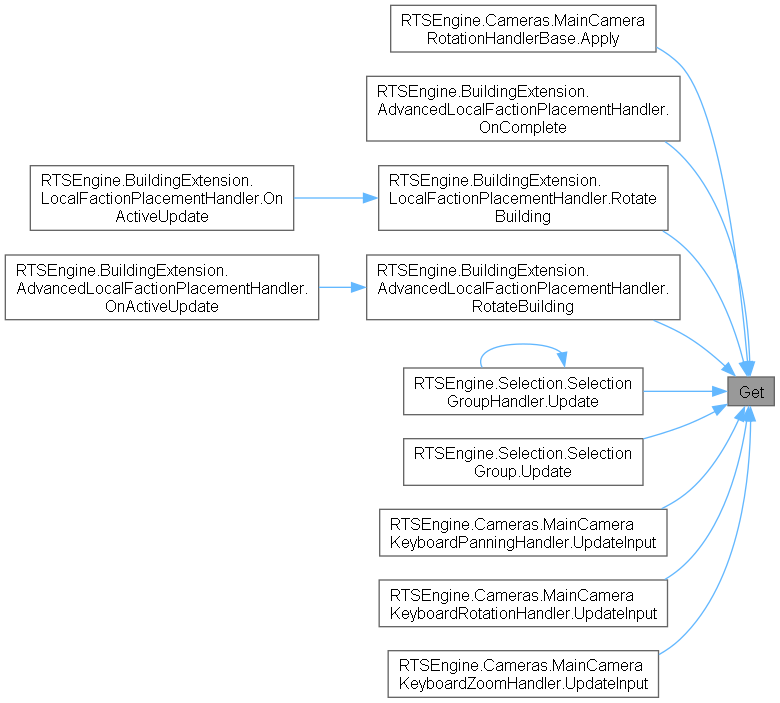 RTSEngine.Cameras.MainCamera
RotationHandlerBase.Apply
RTSEngine.BuildingExtension.
AdvancedLocalFactionPlacementHandler.
OnComplete
RTSEngine.BuildingExtension.
LocalFactionPlacementHandler.On
ActiveUpdate
RTSEngine.BuildingExtension.
LocalFactionPlacementHandler.Rotate
Building
RTSEngine.BuildingExtension.
AdvancedLocalFactionPlacementHandler.
OnActiveUpdate
RTSEngine.BuildingExtension.
AdvancedLocalFactionPlacementHandler.
RotateBuilding
RTSEngine.Selection.Selection
GroupHandler.Update
Get
RTSEngine.Selection.Selection
Group.Update
RTSEngine.Cameras.MainCamera
KeyboardPanningHandler.UpdateInput
RTSEngine.Cameras.MainCamera
KeyboardRotationHandler.UpdateInput
RTSEngine.Cameras.MainCamera
KeyboardZoomHandler.UpdateInput